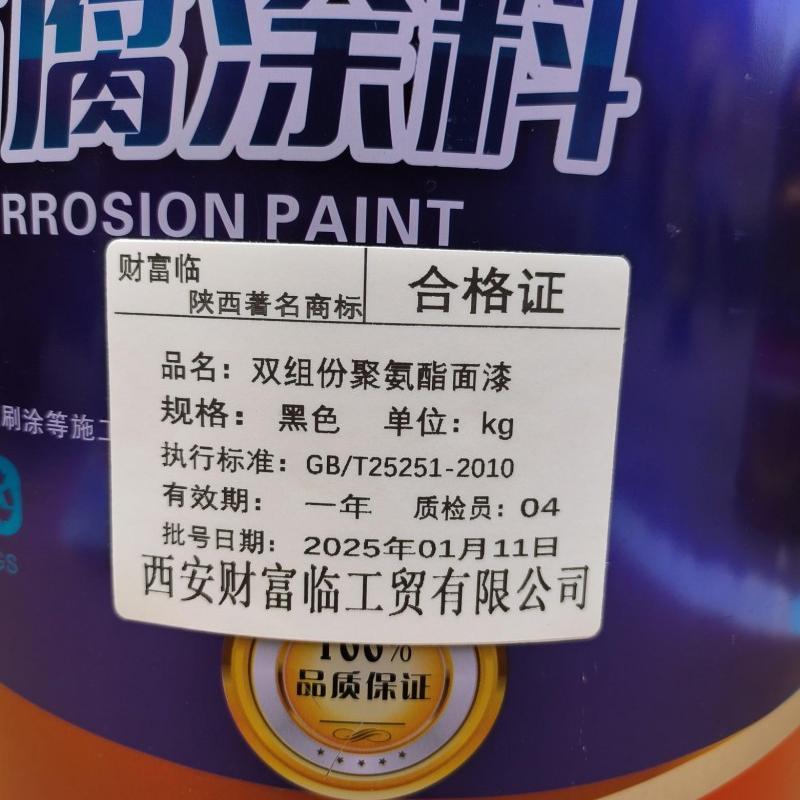 腐涂料
RROSION PAINT
财富临
陕西著名商标
合格证
刷涂等施工
品名：双组份聚氨酯面漆
规格：黑色 单位：kg
执行标准：GB/T25251-2010
有效期：一年 质检员：04
批号日期：2025年01月11日
西安财富临工贸有限公司
100%
品质保证